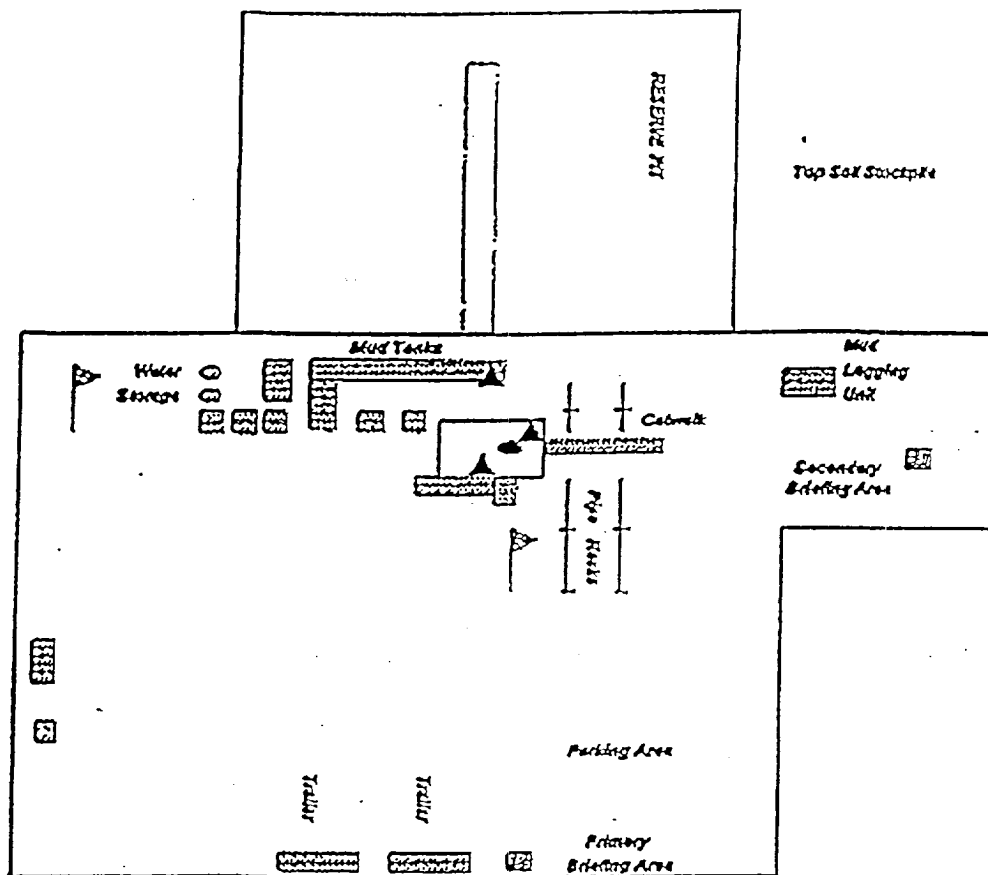 RESERVE PIT
Top Soil Stockpile
Mud Tanks
Water
Storage
Mud
Logging
Unit
Catwalk
Secondary
Briefing Area
Pipe Racks
Parking Area
Trailer
Trailer
Primary
Briefing Area